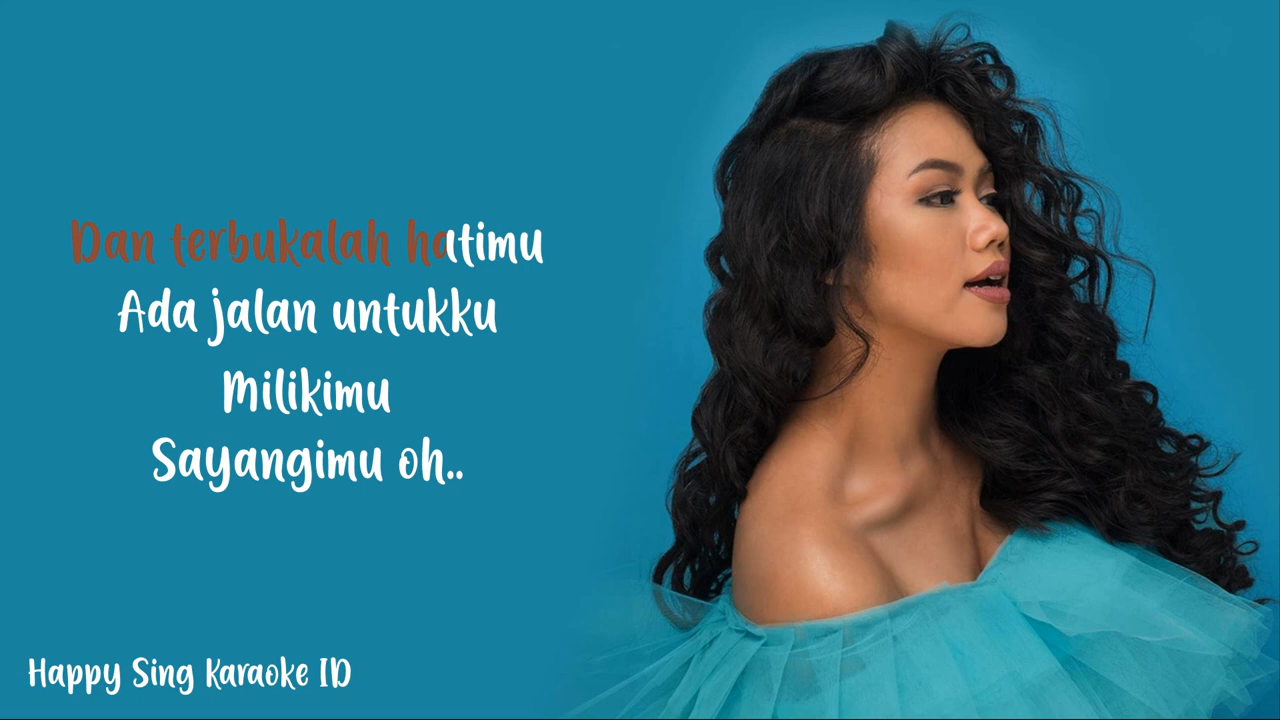 Dan terbukalah hatimu
Ada jalan untukku
Milikimu
Sayangimu oh..
Happy Sing Karaoke ID